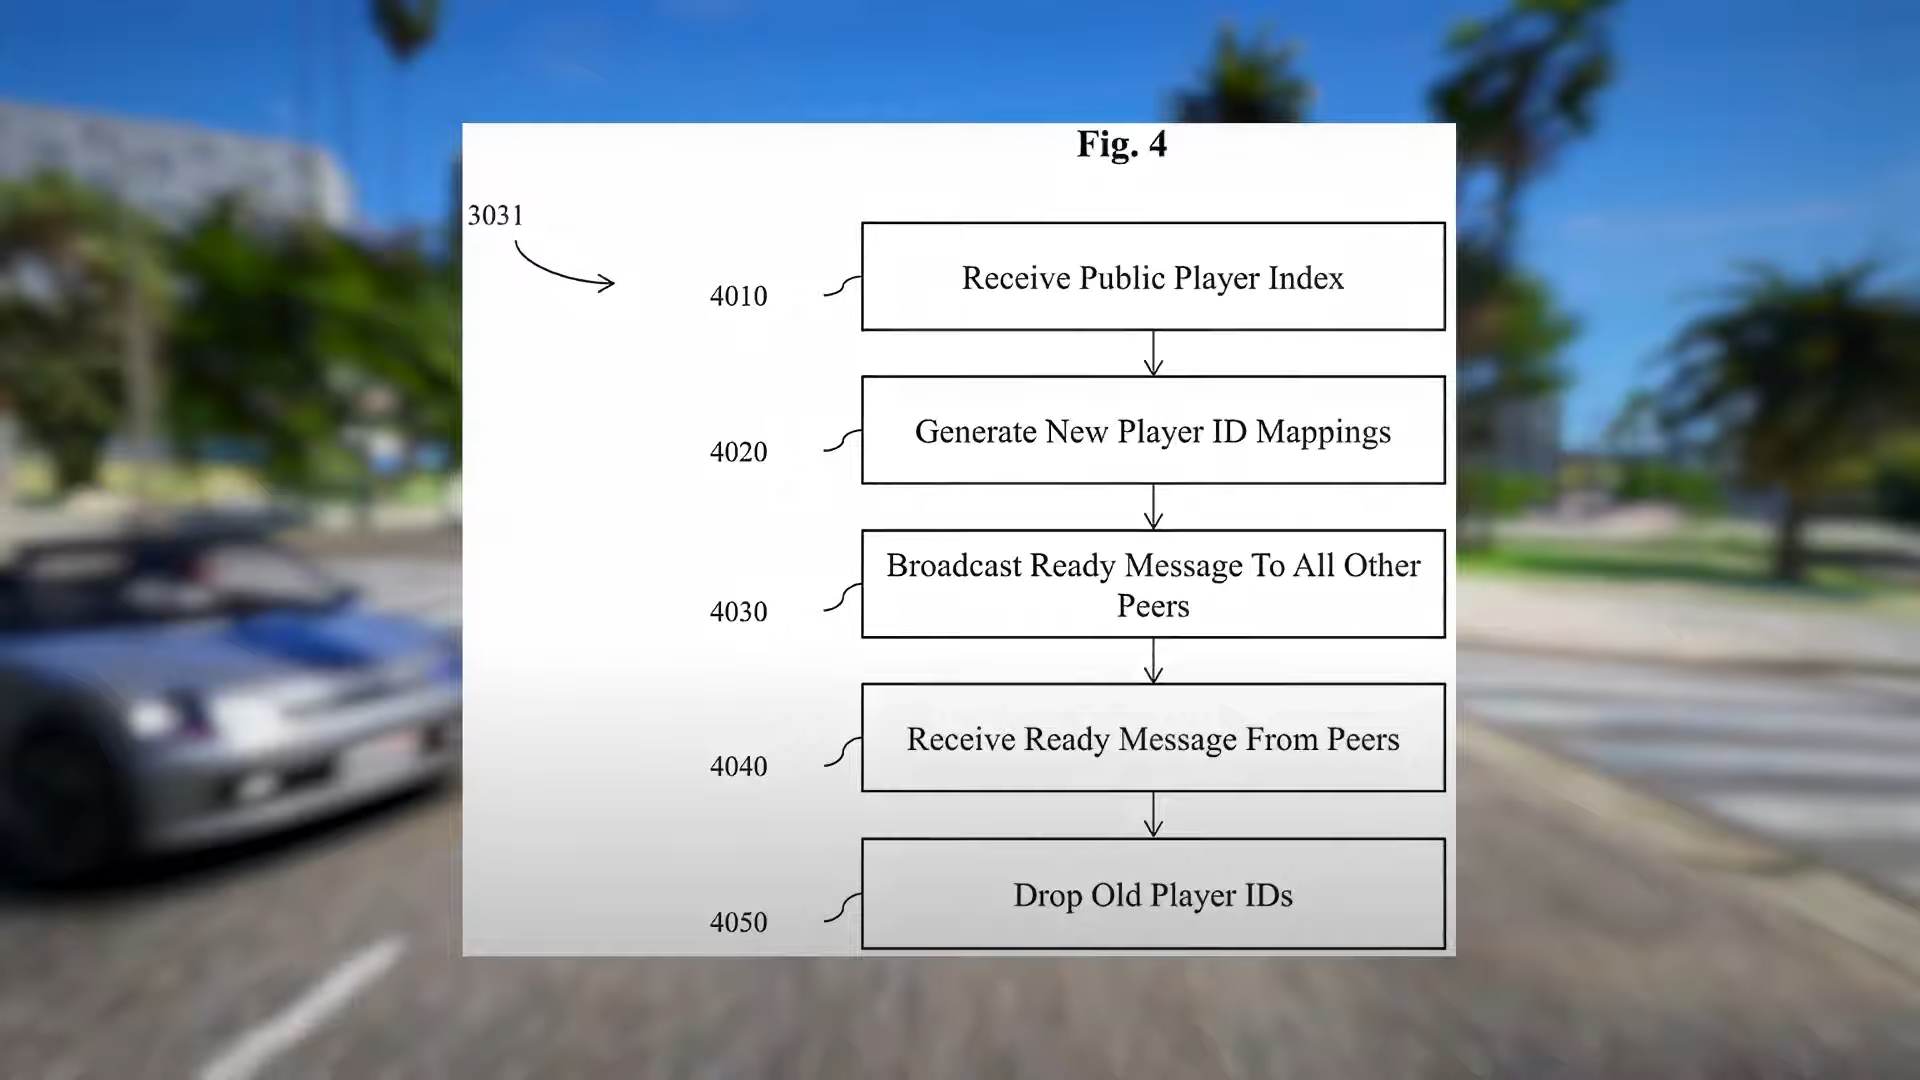 Fig. 4
3031
4010
Receive Public Player Index
4020
Generate New Player ID Mappings
4030
Broadcast Ready Message To All Other
Peers
4040
Receive Ready Message From Peers
4050
Drop Old Player IDs